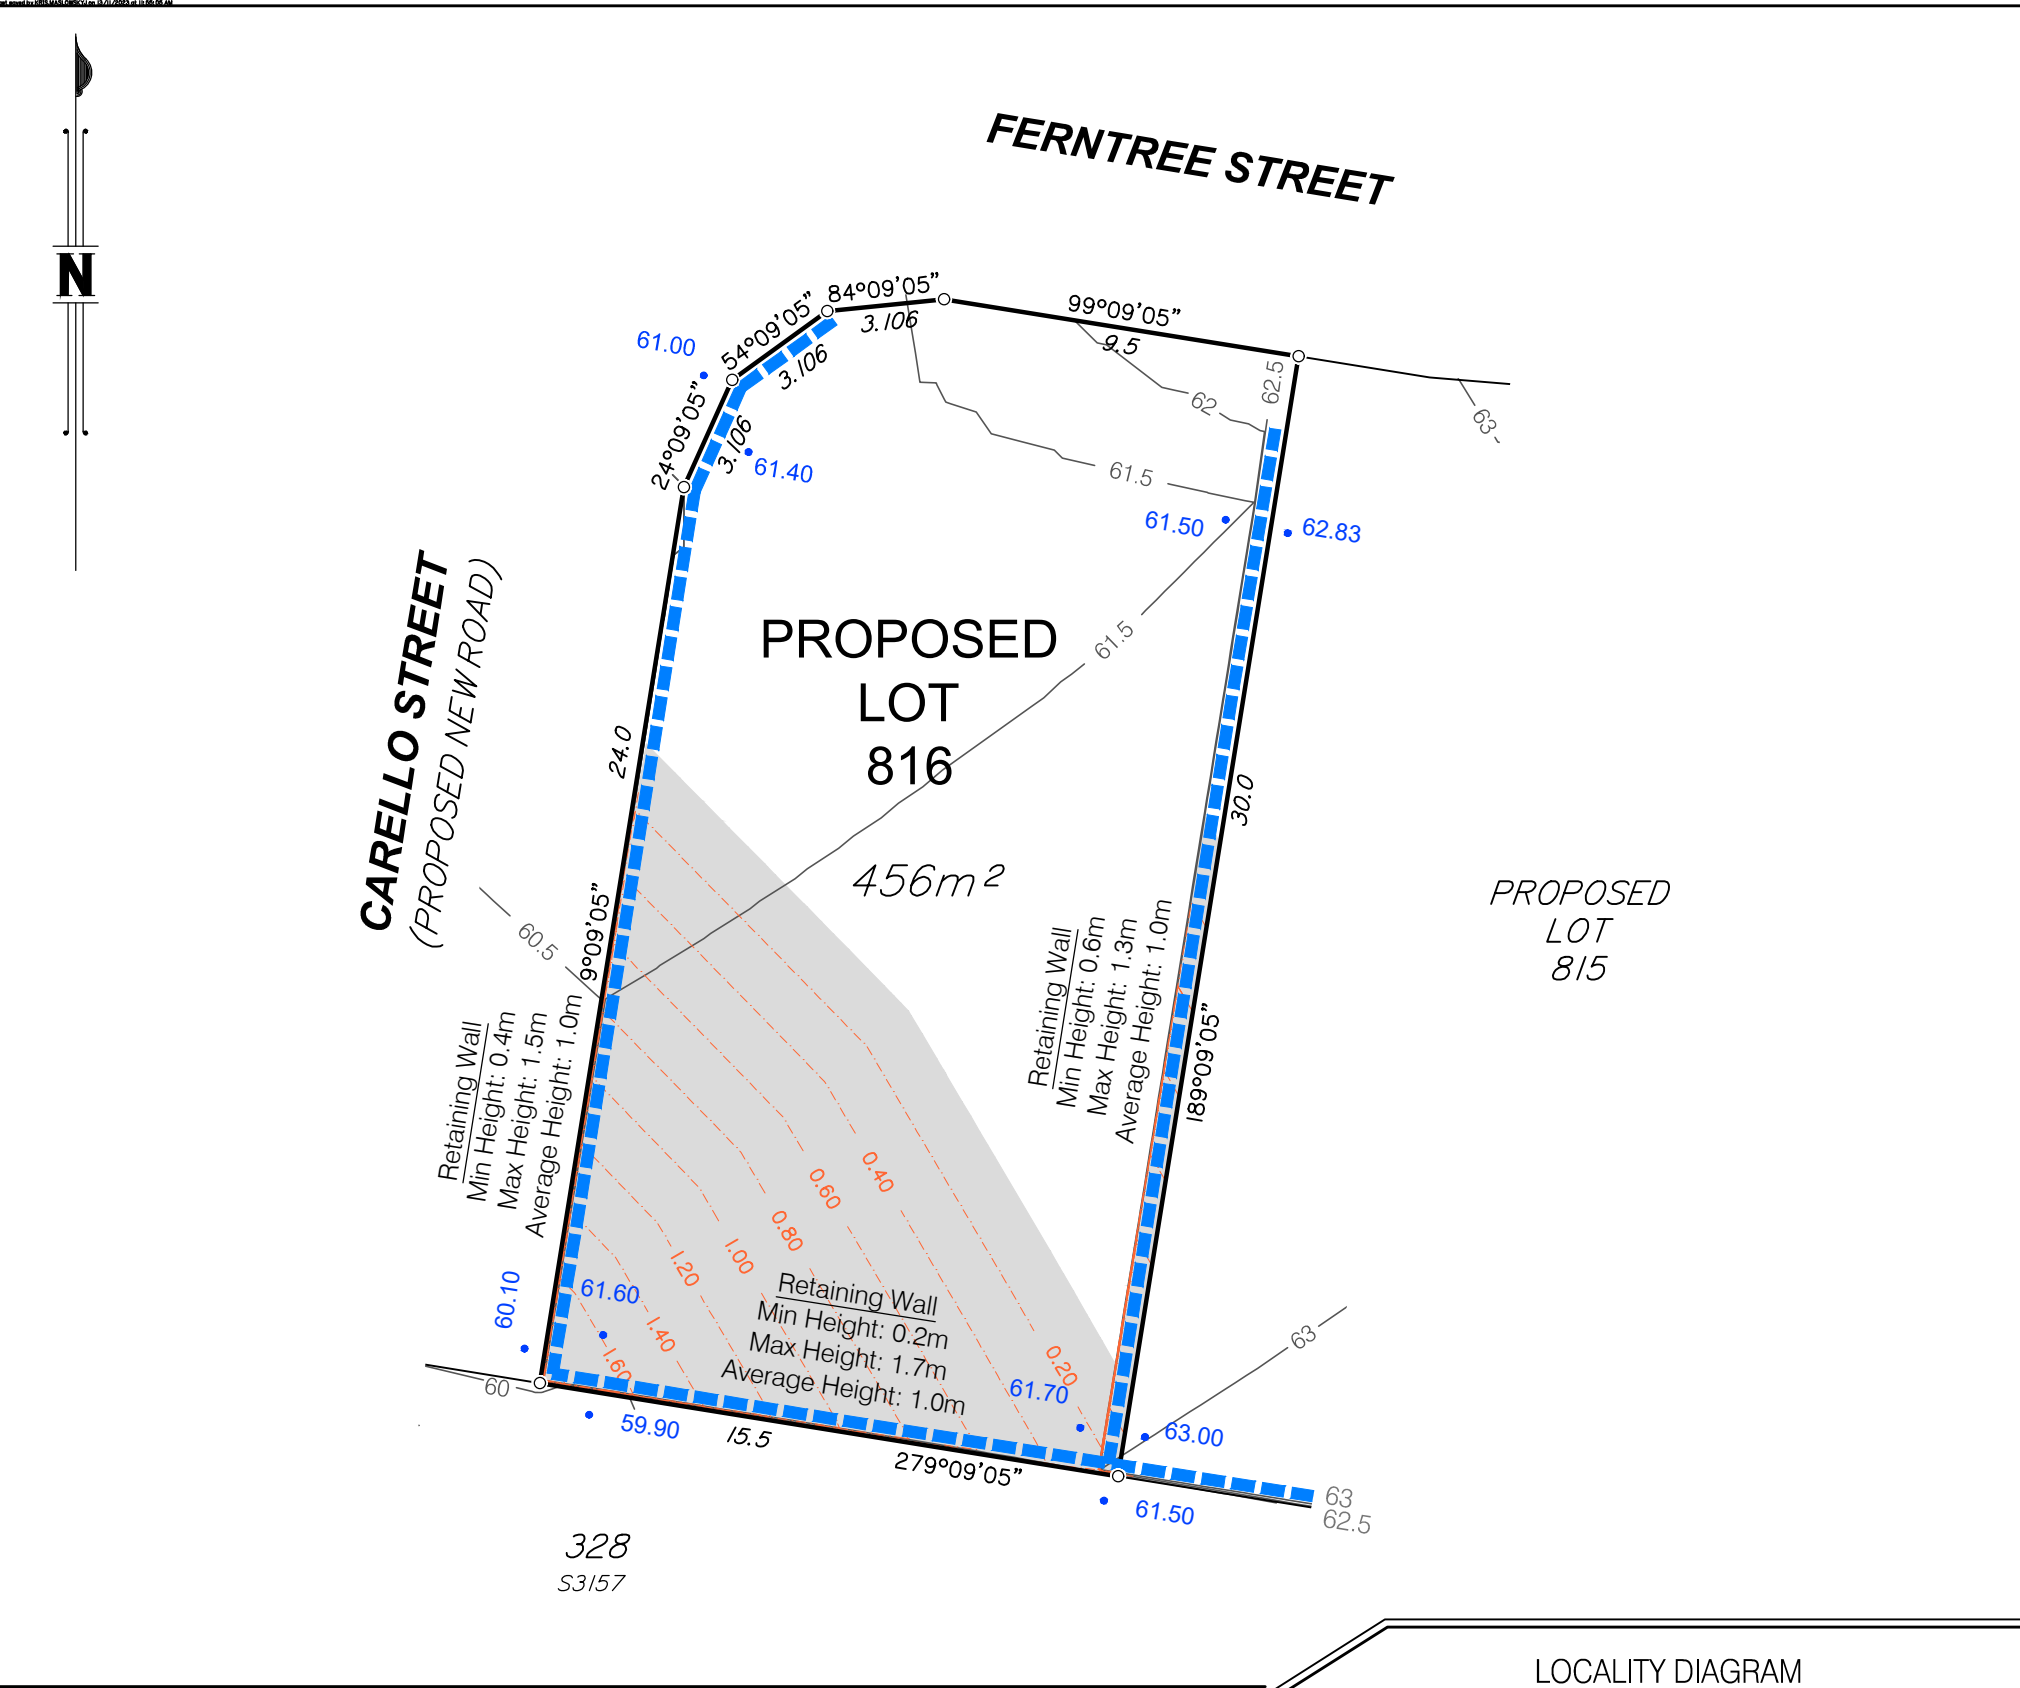 N
FERNTREE STREET
84°09'05"
3.106
99°09'05"
9.5
54°09'05"
3.106
61.00
24°09'05"
3.106
61.40
62.5
62
63
61.5
61.50
62.83
CARELLO STREET
(PROPOSED NEW ROAD)
PROPOSED
LOT
816
61.5
24.0
30.0
456m²
PROPOSED
LOT
815
60.5
9°09'05"
Retaining Wall
Min Height: 0.4m
Max Height: 1.5m
Average Height: 1.0m
Retaining Wall
Min Height: 0.6m
Max Height: 1.3m
Average Height: 1.0m
189°09'05"
0.40
0.60
0.80
1.00
1.20
1.40
1.60
0.20
Retaining Wall
Min Height: 0.2m
Max Height: 1.7m
Average Height: 1.0m
60.10
61.60
61.70
63
60
59.90
15.5
279°09'05"
63.00
61.50
63
62.5
328
S3157
LOCALITY DIAGRAM